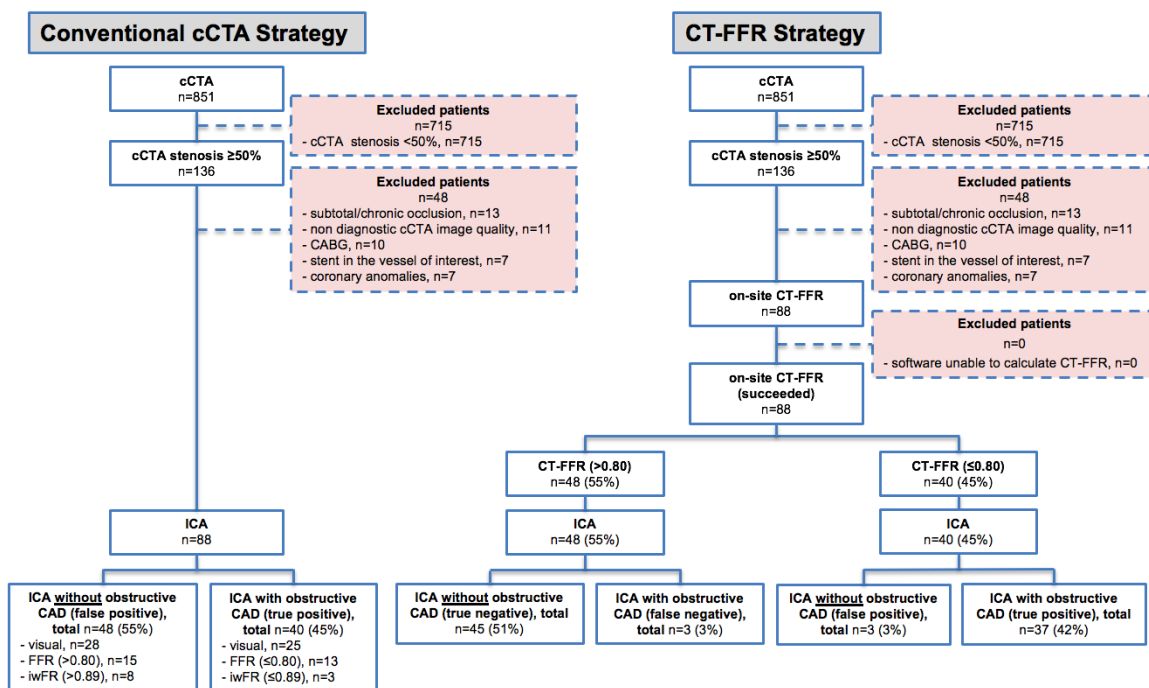 Conventional cCTA Strategy
cCTA
n=851
Excluded patients
n=715
- cCTA stenosis <50%, n=715
cCTA stenosis ≥50%
n=136
Excluded patients
n=48
- subtotal/chronic occlusion, n=13
- non diagnostic cCTA image quality, n=11
- CABG, n=10
- stent in the vessel of interest, n=7
- coronary anomalies, n=7
ICA
n=88
ICA without obstructive
CAD (false positive),
total n=48 (55%)
- visual, n=28
- FFR (>0.80), n=15
- iwFR (>0.89), n=8
ICA with obstructive
CAD (true positive),
total n=40 (45%)
- visual, n=25
- FFR (≤0.80), n=13
- iwFR (≤0.89), n=3
CT-FFR Strategy
cCTA
n=851
Excluded patients
n=715
- cCTA stenosis <50%, n=715
cCTA stenosis ≥50%
n=136
Excluded patients
n=48
- subtotal/chronic occlusion, n=13
- non diagnostic cCTA image quality, n=11
- CABG, n=10
- stent in the vessel of interest, n=7
- coronary anomalies, n=7
on-site CT-FFR
n=88
Excluded patients
n=0
- software unable to calculate CT-FFR, n=0
on-site CT-FFR
(succeeded)
n=88
CT-FFR (>0.80)
n=48 (55%)
ICA
n=48 (55%)
ICA without obstructive
CAD (true negative), total
n=45 (51%)
ICA with obstructive
CAD (false negative),
total n=3 (3%)
CT-FFR (≤0.80)
n=40 (45%)
ICA
n=40 (45%)
ICA without obstructive
CAD (false positive), total
n=3 (3%)
ICA with obstructive
CAD (true positive), total
n=37 (42%)